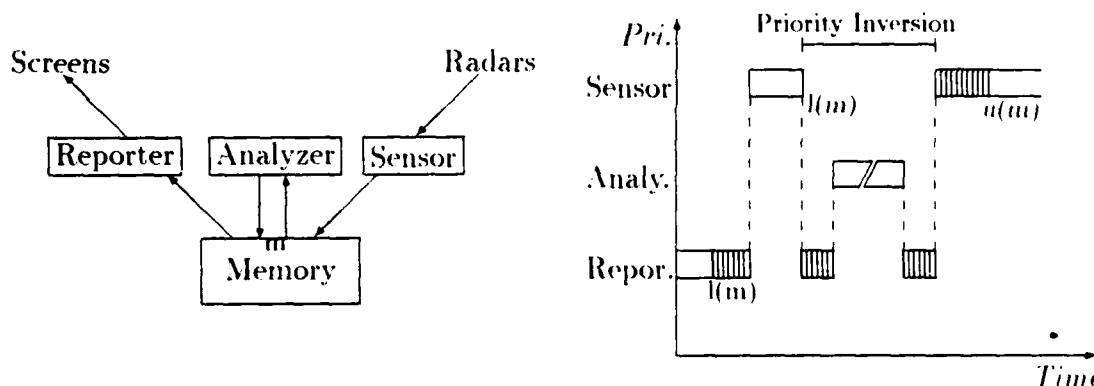 Screens
Radars
Reporter
Analyzer
Sensor
m
Memory
Priority Inversion
Pri.
Sensor
l(m)
u(m)
Analy.
Repor.
l(m)
Time